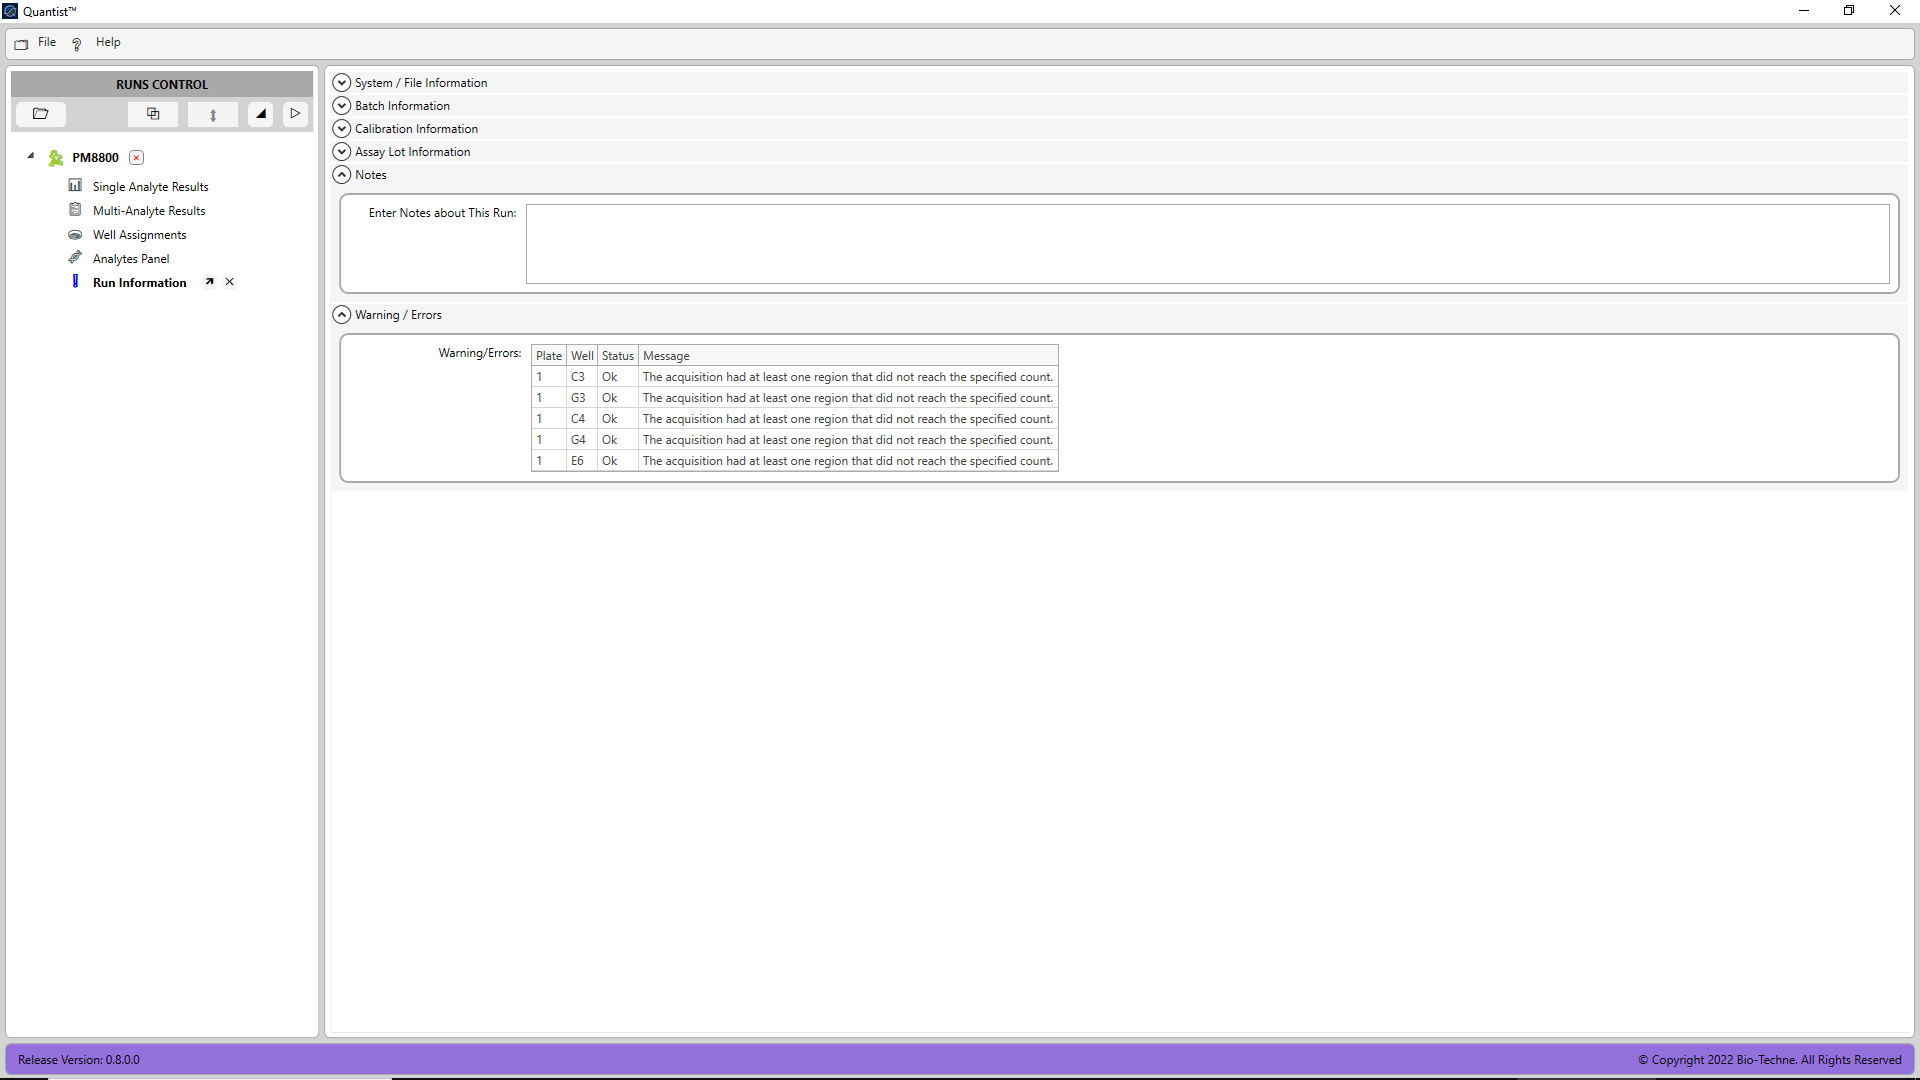 Quantist™
File Help
RUNS CONTROL
PM8800
Single Analyte Results
Multi-Analyte Results
Well Assignments
Analytes Panel
Run Information
System / File Information
Batch Information
Calibration Information
Assay Lot Information
Notes
Enter Notes about This Run:
Warning / Errors
Warning/Errors:
Plate Well Status Message
1 C3 Ok The acquisition had at least one region that did not reach the specified count.
1 G3 Ok The acquisition had at least one region that did not reach the specified count.
1 C4 Ok The acquisition had at least one region that did not reach the specified count.
1 G4 Ok The acquisition had at least one region that did not reach the specified count.
1 E6 Ok The acquisition had at least one region that did not reach the specified count.
Release Version: 0.8.0.0
© Copyright 2022 Bio-Techne. All Rights Reserved